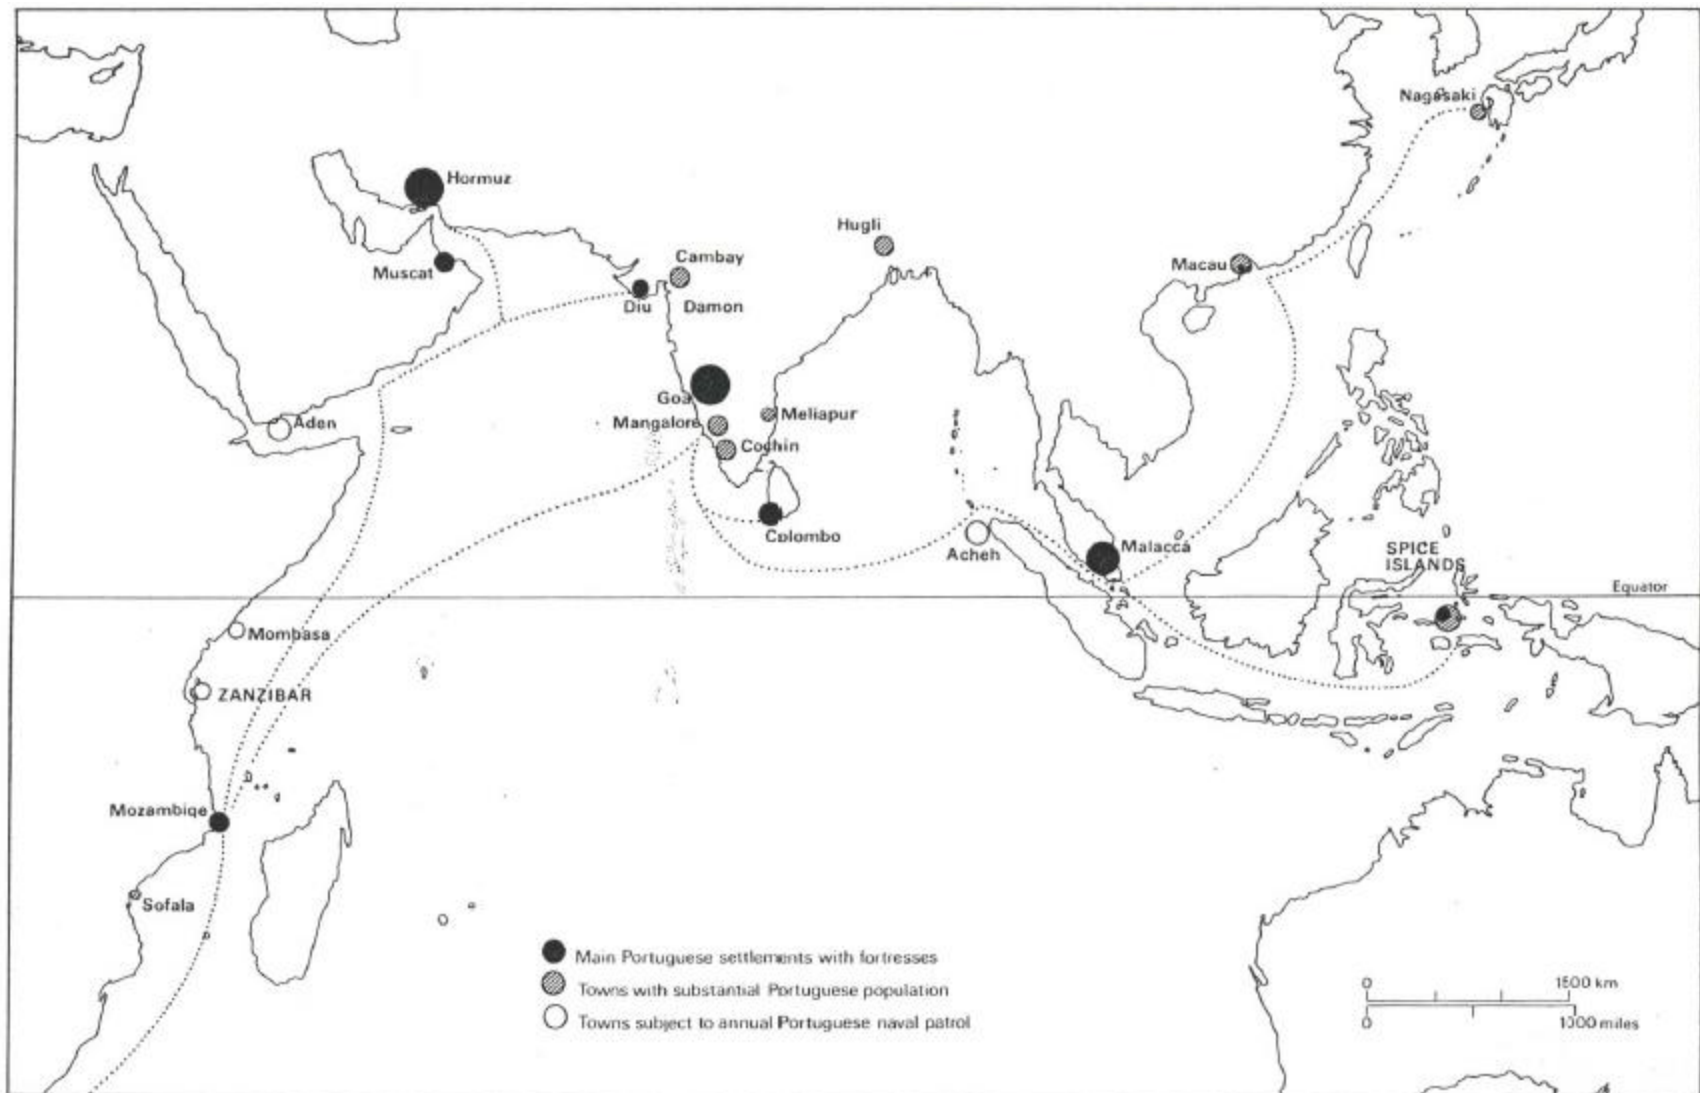 Nagasaki
Hormuz
Hugli
Cambay
Macau
Muscat
Diu
Damon
Goa
Meliapur
Mangalore
Aden
Cochin
Colombo
Acheh
Malacca
SPICE
ISLANDS
Equator
Mombasa
ZANZIBAR
Mozambiqe
Sofala
Main Portuguese settlements with fortresses
Towns with substantial Portuguese population
Towns subject to annual Portuguese naval patrol
0 1500 km
0 1000 miles